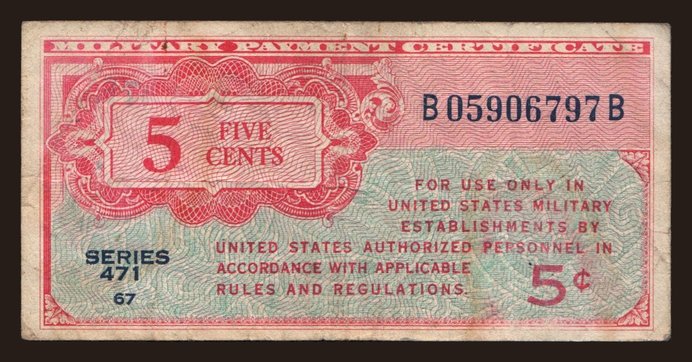 MILITARY PAYMENT CERTIFICATE
B05906797B
5 FIVE
CENTS
FOR USE ONLY IN
UNITED STATES MILITARY
ESTABLISHMENTS BY
UNITED STATES AUTHORIZED PERSONNEL IN
ACCORDANCE WITH APPLICABLE
RULES AND REGULATIONS.
SERIES
471
67
5¢